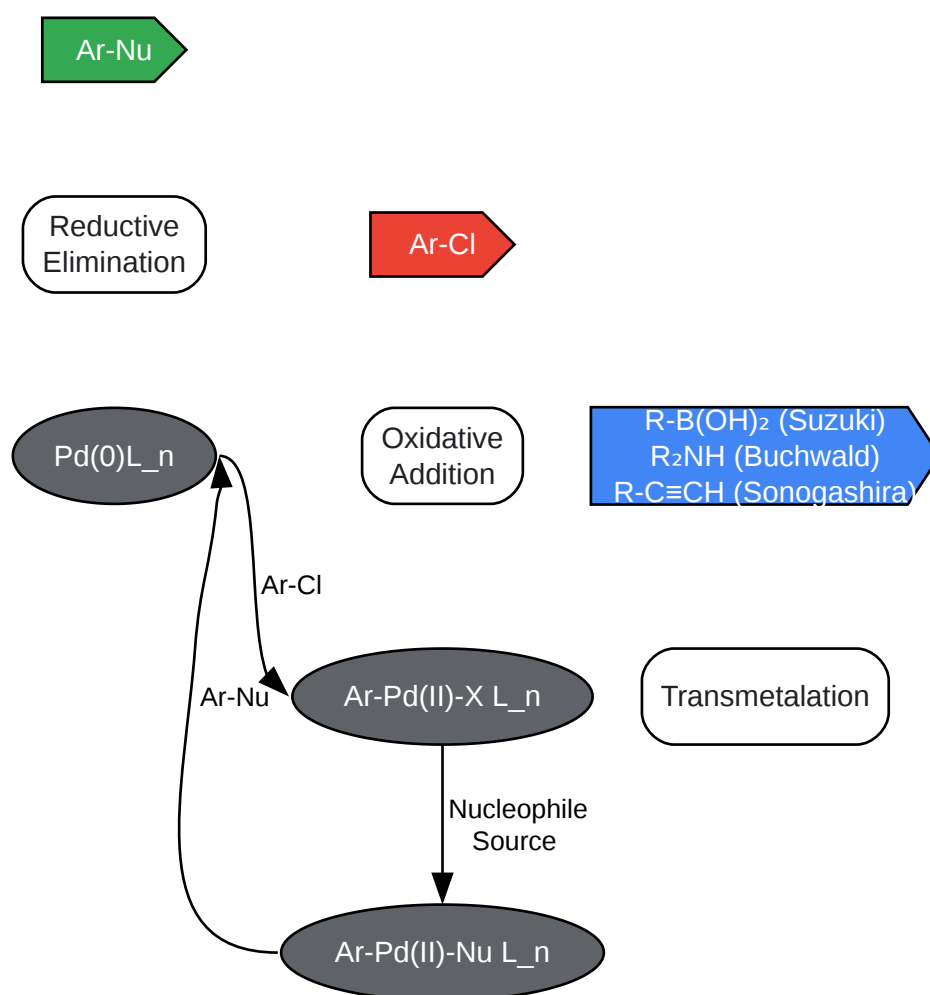 Ar-Nu
Reductive
Elimination
Ar-Cl
Pd(0)L_n
Oxidative
Addition
R-B(OH)₂ (Suzuki)
R₂NH (Buchwald)
R-C≡CH (Sonogashira)
Ar-Cl
Ar-Nu
Ar-Pd(II)-X L_n
Transmetalation
Nucleophile
Source
Ar-Pd(II)-Nu L_n